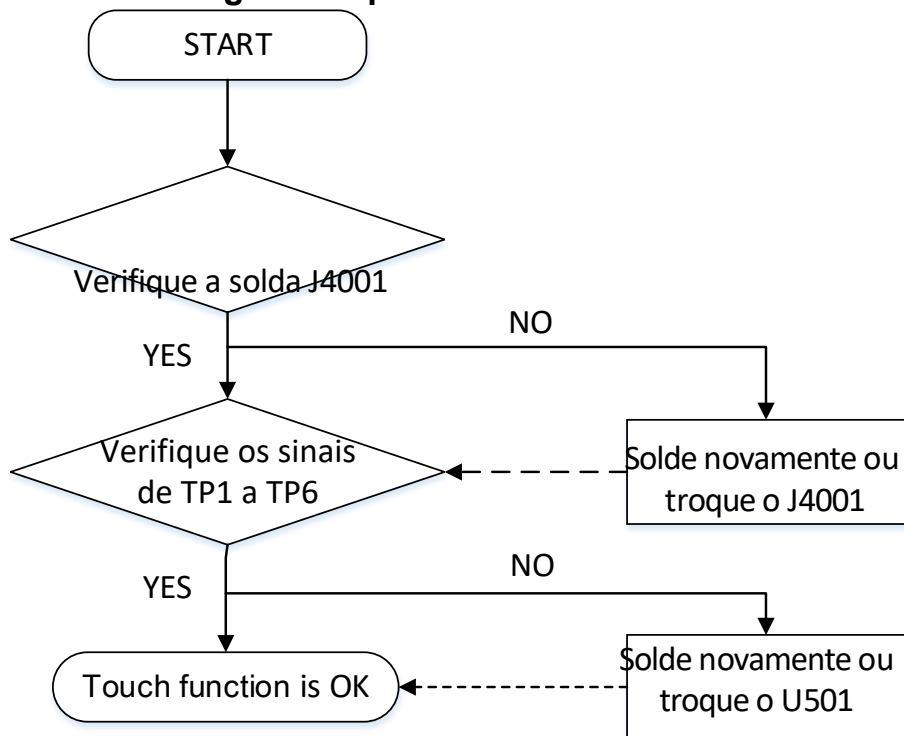 START
Verifique a solda J4001
NO
YES
Verifique os sinais
de TP1 a TP6
Solde novamente ou
troque o J4001
NO
YES
Solde novamente ou
troque o U501
Touch function is OK